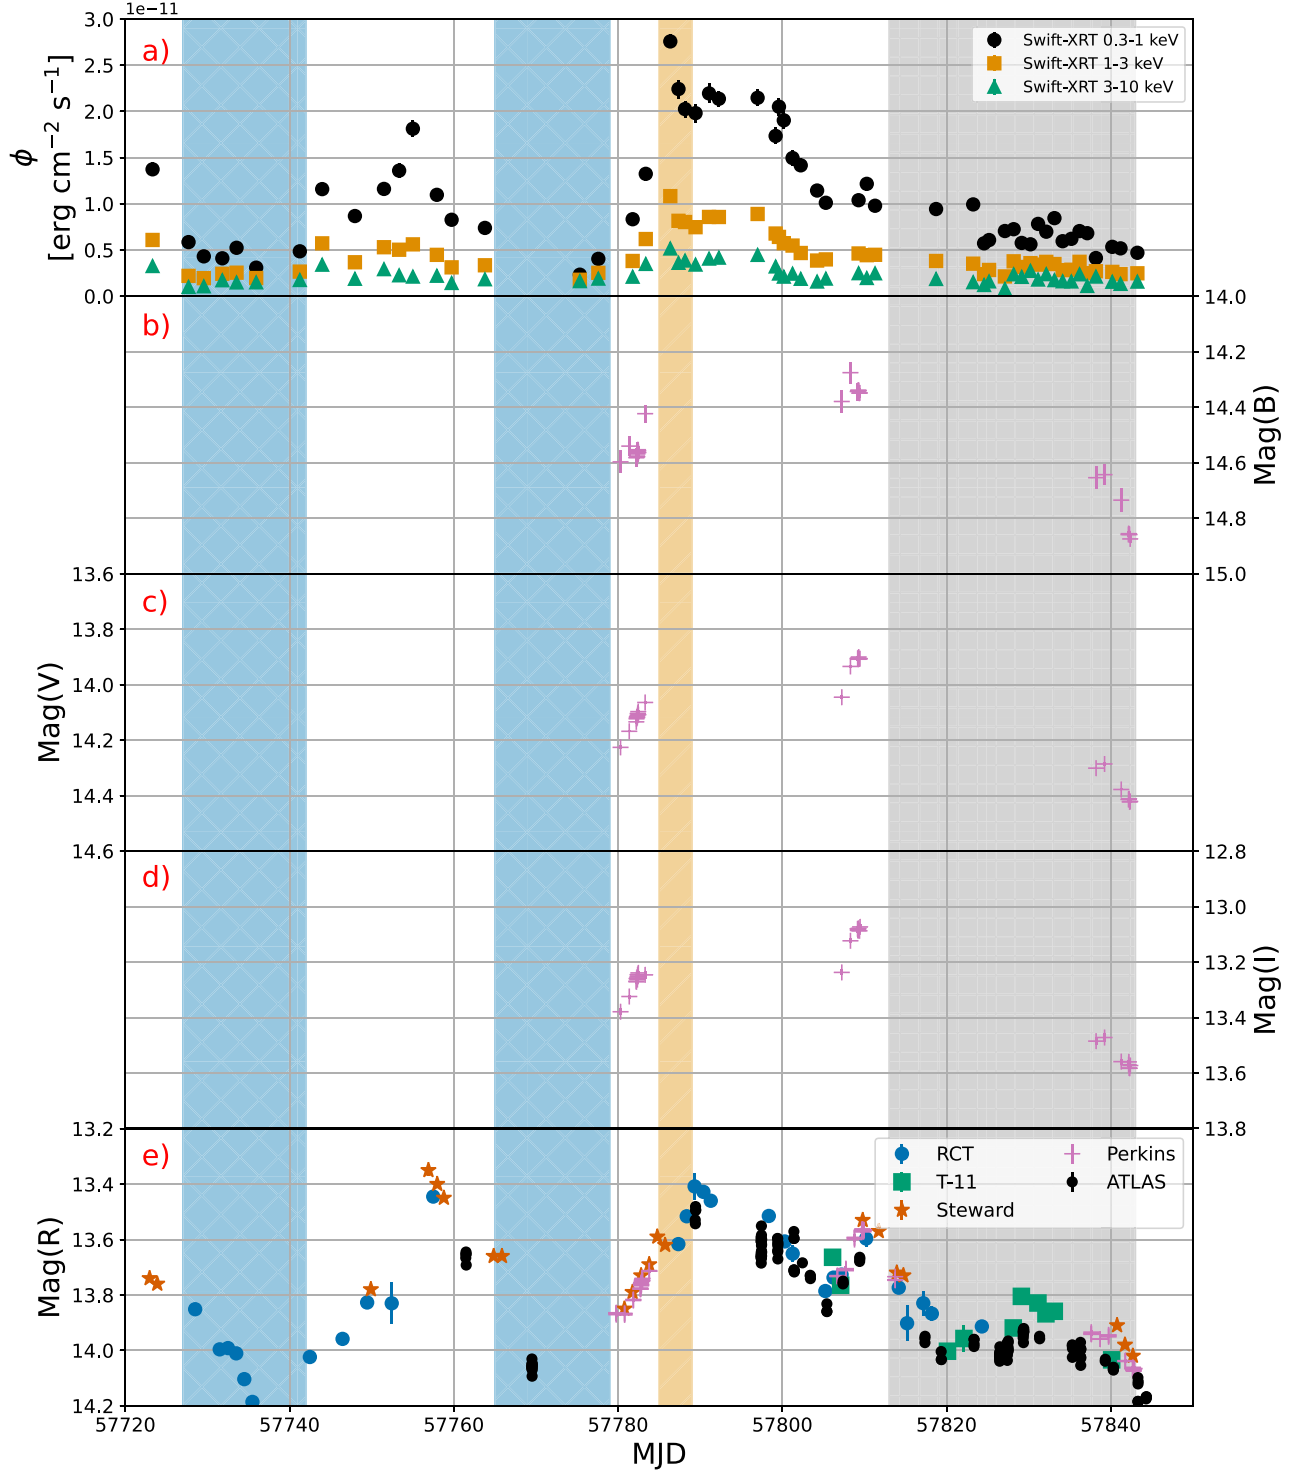 1e−11
3.0
2.5
2.0
1.5
1.0
0.5
0.0
ϕ
[erg cm⁻² s⁻¹]
a)
Swift-XRT 0.3-1 keV
Swift-XRT 1-3 keV
Swift-XRT 3-10 keV
b)
14.0
14.2
14.4
14.6
14.8
15.0
Mag(B)
c)
13.6
13.8
14.0
14.2
14.4
14.6
Mag(V)
d)
12.8
13.0
13.2
13.4
13.6
13.8
Mag(I)
e)
13.2
13.4
13.6
13.8
14.0
14.2
Mag(R)
RCT
T-11
Steward
Perkins
ATLAS
57720 57740 57760 57780 57800 57820 57840
MJD